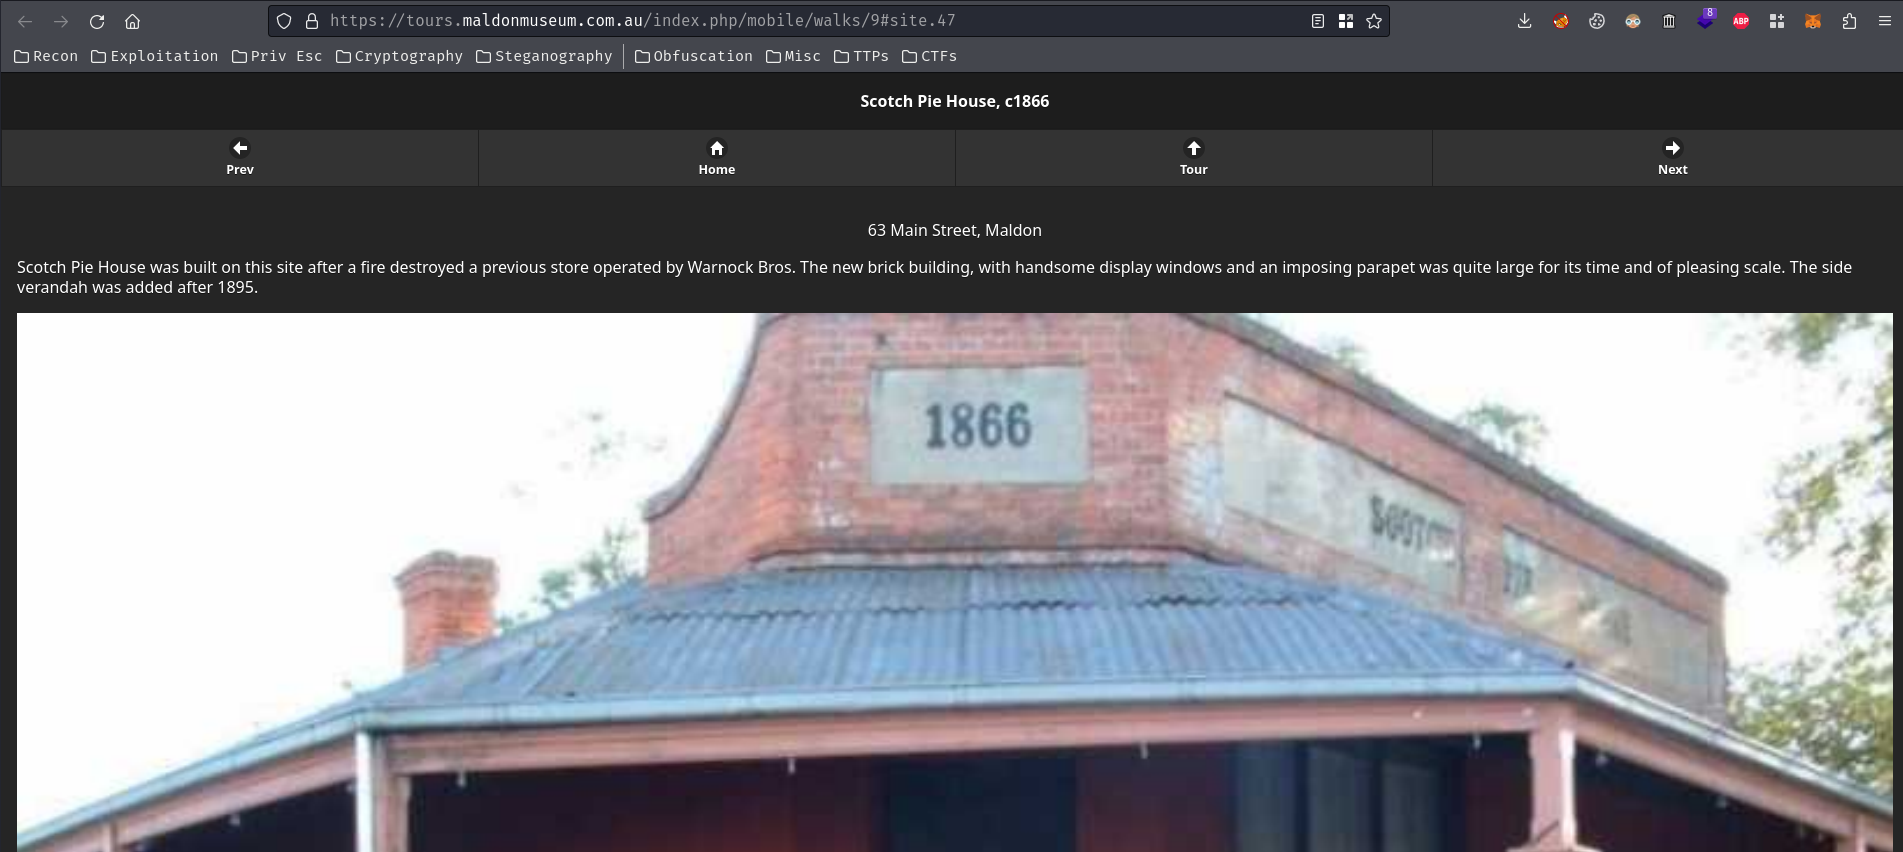 https://tours.maldonmuseum.com.au/index.php/mobile/walks/9#site.47
8
ABP
Recon Exploitation Priv Esc Cryptography Steganography Obfuscation Misc TTPs CTFs
Scotch Pie House, c1866
Prev Home Tour Next
63 Main Street, Maldon
Scotch Pie House was built on this site after a fire destroyed a previous store operated by Warnock Bros. The new brick building, with handsome display windows and an imposing parapet was quite large for its time and of pleasing scale. The side
verandah was added after 1895.
1866
SCOTCH